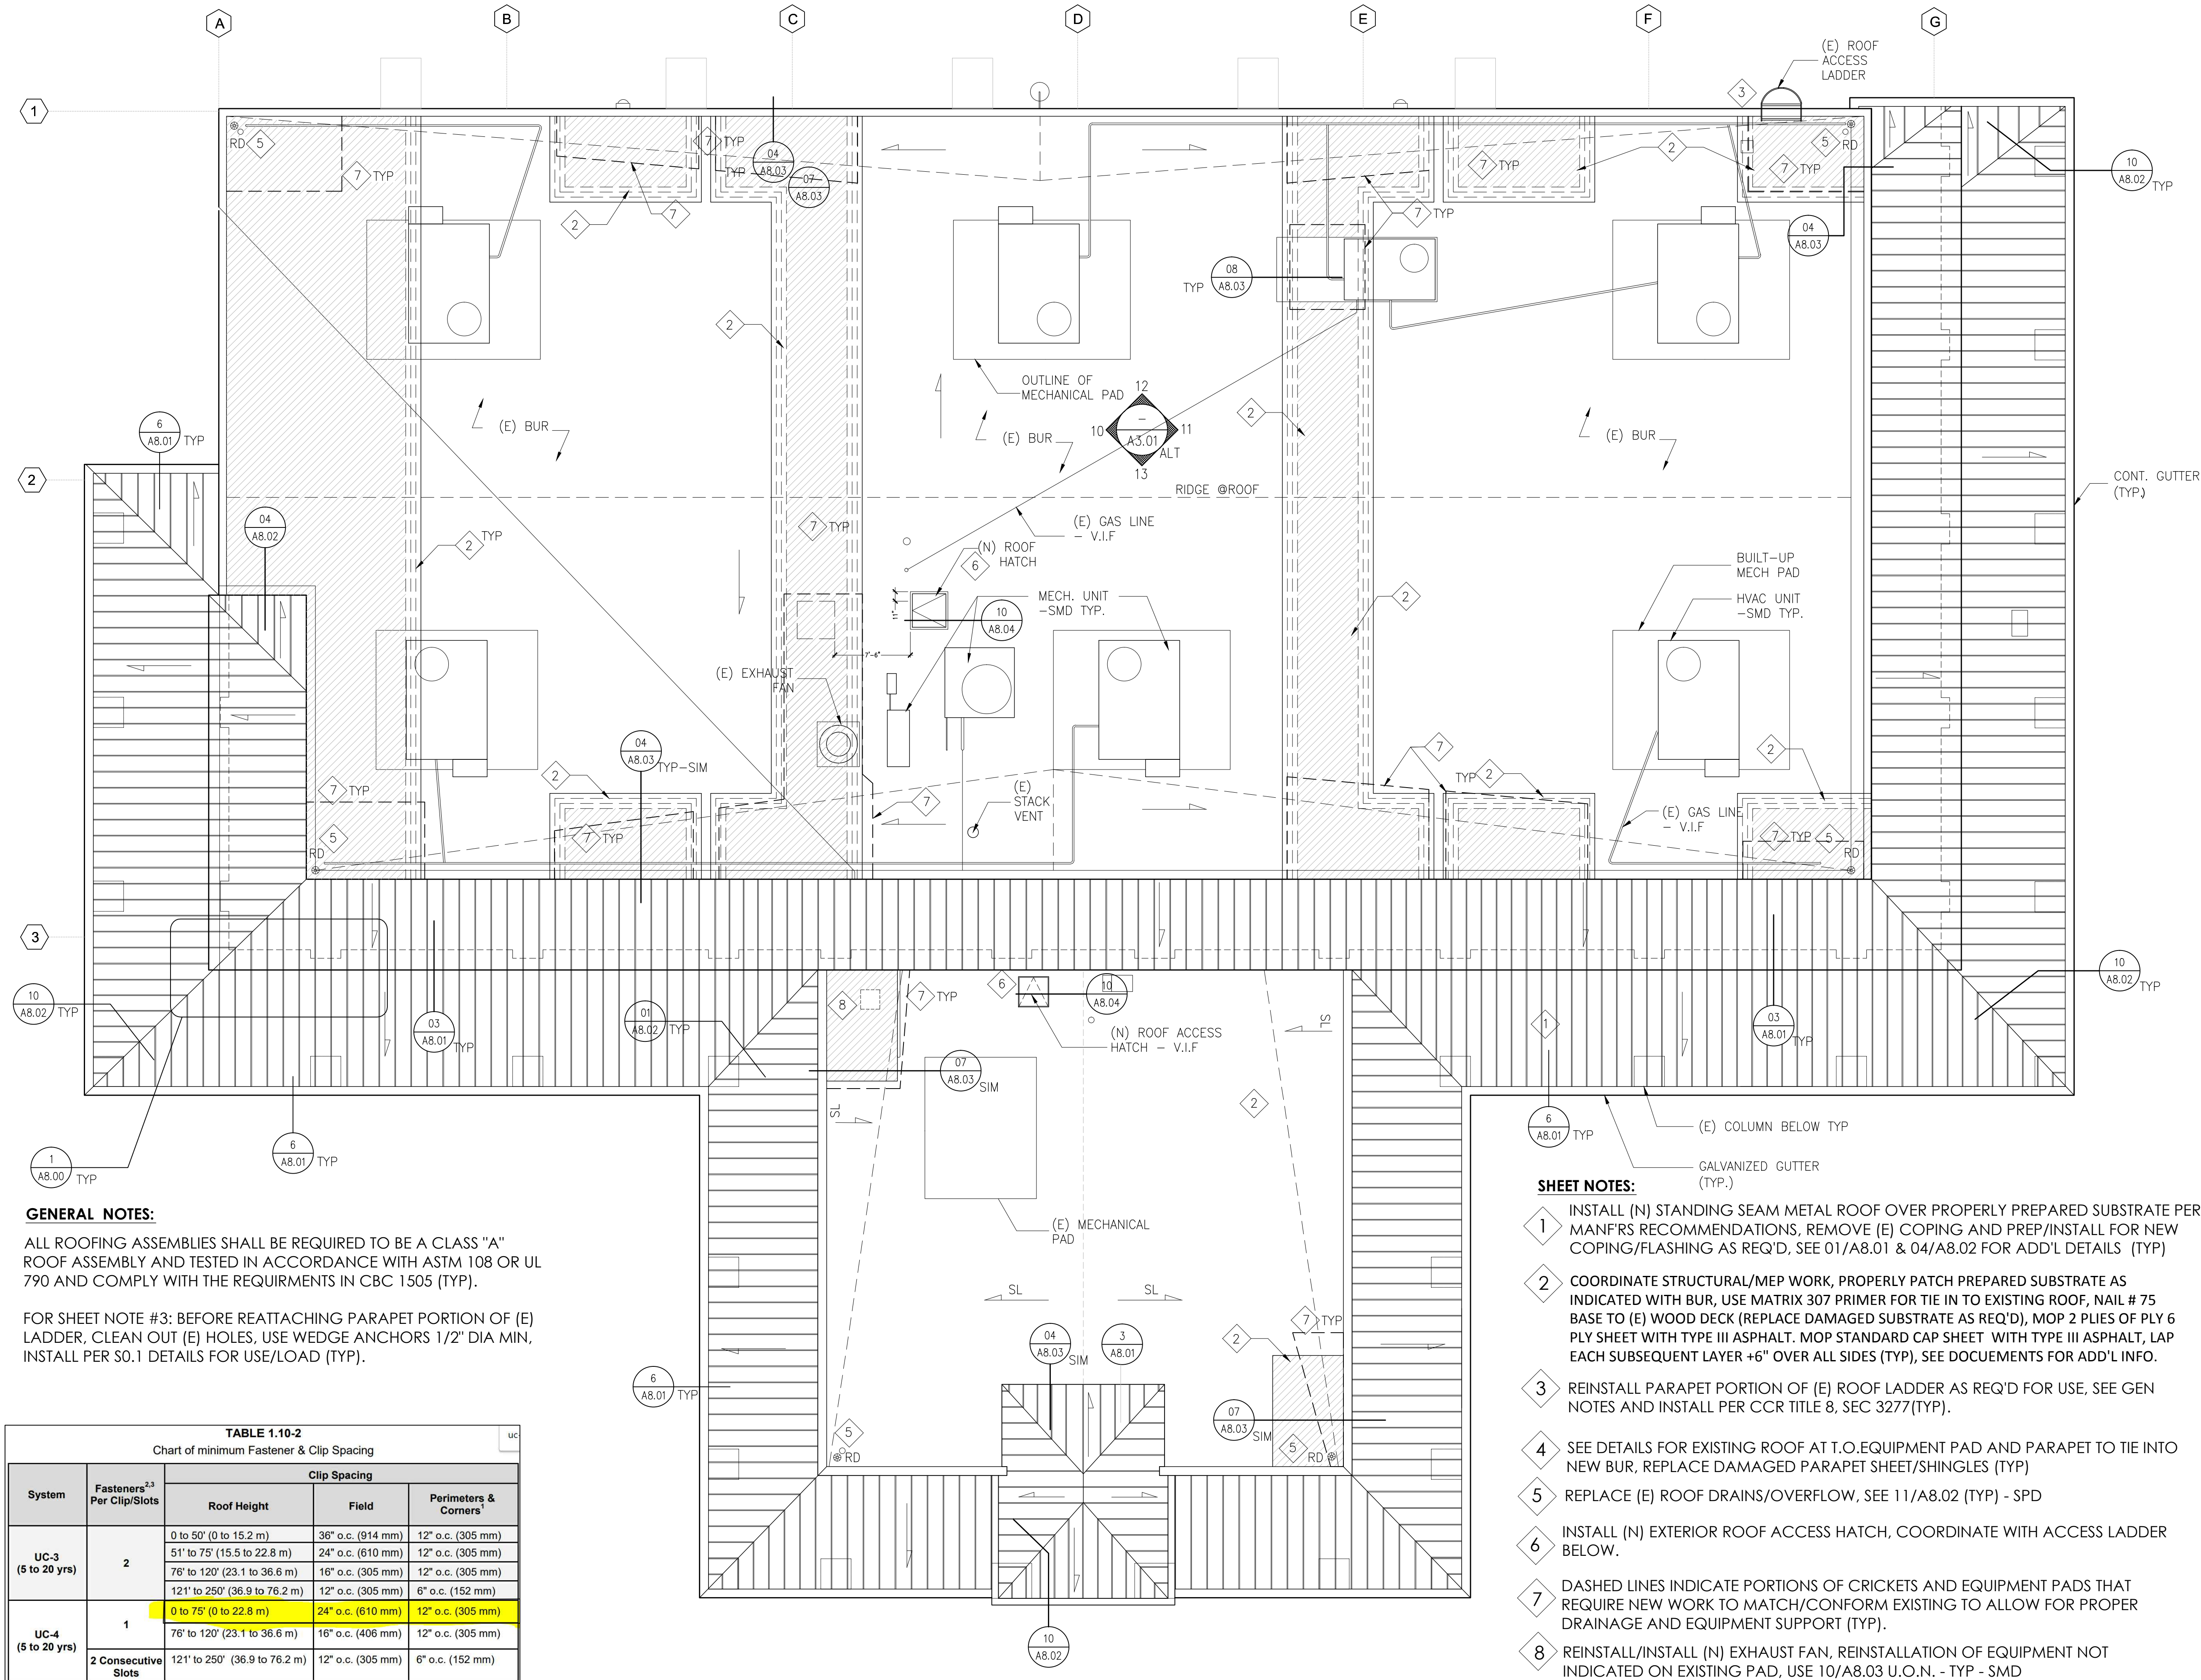 A
B
C
D
E
F
G
1
2
3
(E) ROOF
ACCESS
LADDER
3
RD
5
7
TYP
7
TYP
TYP
04
A8.03
07
A8.03
2
7
7
TYP
2
5
RD
7
TYP
7
TYP
10
A8.02
TYP
04
A8.03
08
A8.03
TYP
2
OUTLINE OF
MECHANICAL PAD
12
-
A3.01
10
11
13
ALT
2
(E) BUR
(E) BUR
(E) BUR
6
A8.01
TYP
RIDGE @ROOF
CONT. GUTTER
(TYP.)
04
A8.02
2
TYP
7
TYP
(E) GAS LINE
- V.I.F
(N) ROOF
HATCH
6
11"
7'-6"
MECH. UNIT
-SMD TYP.
10
A8.04
2
BUILT-UP
MECH PAD
HVAC UNIT
-SMD TYP.
(E) EXHAUST
FAN
04
A8.03
TYP-SIM
2
7
TYP
7
TYP
5
RD
7
(E)
STACK
VENT
7
TYP
2
2
(E) GAS LINE
- V.I.F
7
TYP
5
RD
10
A8.02
TYP
03
A8.01
TYP
01
A8.02
TYP
8
7
TYP
6
10
A8.04
(N) ROOF ACCESS
HATCH - V.I.F
SL
07
A8.03
SIM
SL
2
1
03
A8.01
TYP
10
A8.02
TYP
6
A8.01
TYP
(E) COLUMN BELOW TYP
GALVANIZED GUTTER
(TYP.)
1
A8.00
TYP
6
A8.01
TYP
(E) MECHANICAL
PAD
SL
SL
6
A8.01
TYP
04
A8.03
SIM
3
A8.01
2
7
TYP
07
A8.03
SIM
5
RD
5
RD
10
A8.02
GENERAL NOTES:
ALL ROOFING ASSEMBLIES SHALL BE REQUIRED TO BE A CLASS "A"
ROOF ASSEMBLY AND TESTED IN ACCORDANCE WITH ASTM 108 OR UL
790 AND COMPLY WITH THE REQUIRMENTS IN CBC 1505 (TYP).
FOR SHEET NOTE #3: BEFORE REATTACHING PARAPET PORTION OF (E)
LADDER, CLEAN OUT (E) HOLES, USE WEDGE ANCHORS 1/2" DIA MIN,
INSTALL PER S0.1 DETAILS FOR USE/LOAD (TYP).
TABLE 1.10-2
uc-
Chart of minimum Fastener & Clip Spacing
System
Fasteners2,3
Per Clip/Slots
Clip Spacing
Roof Height
Field
Perimeters &
Corners1
UC-3
(5 to 20 yrs)
2
0 to 50' (0 to 15.2 m) 36" o.c. (914 mm) 12" o.c. (305 mm)
51' to 75' (15.5 to 22.8 m) 24" o.c. (610 mm) 12" o.c. (305 mm)
76' to 120' (23.1 to 36.6 m) 16" o.c. (305 mm) 12" o.c. (305 mm)
121' to 250' (36.9 to 76.2 m) 12" o.c. (305 mm) 6" o.c. (152 mm)
UC-4
(5 to 20 yrs)
1
0 to 75' (0 to 22.8 m) 24" o.c. (610 mm) 12" o.c. (305 mm)
76' to 120' (23.1 to 36.6 m) 16" o.c. (406 mm) 12" o.c. (305 mm)
2 Consecutive
Slots
121' to 250' (36.9 to 76.2 m) 12" o.c. (305 mm) 6" o.c. (152 mm)
SHEET NOTES:
1 INSTALL (N) STANDING SEAM METAL ROOF OVER PROPERLY PREPARED SUBSTRATE PER
MANF'RS RECOMMENDATIONS, REMOVE (E) COPING AND PREP/INSTALL FOR NEW
COPING/FLASHING AS REQ'D, SEE 01/A8.01 & 04/A8.02 FOR ADD'L DETAILS (TYP)
2 COORDINATE STRUCTURAL/MEP WORK, PROPERLY PATCH PREPARED SUBSTRATE AS
INDICATED WITH BUR, USE MATRIX 307 PRIMER FOR TIE IN TO EXISTING ROOF, NAIL # 75
BASE TO (E) WOOD DECK (REPLACE DAMAGED SUBSTRATE AS REQ'D), MOP 2 PLIES OF PLY 6
PLY SHEET WITH TYPE III ASPHALT. MOP STANDARD CAP SHEET WITH TYPE III ASPHALT, LAP
EACH SUBSEQUENT LAYER +6" OVER ALL SIDES (TYP), SEE DOCUEMENTS FOR ADD'L INFO.
3 REINSTALL PARAPET PORTION OF (E) ROOF LADDER AS REQ'D FOR USE, SEE GEN
NOTES AND INSTALL PER CCR TITLE 8, SEC 3277(TYP).
4 SEE DETAILS FOR EXISTING ROOF AT T.O.EQUIPMENT PAD AND PARAPET TO TIE INTO
NEW BUR, REPLACE DAMAGED PARAPET SHEET/SHINGLES (TYP)
5 REPLACE (E) ROOF DRAINS/OVERFLOW, SEE 11/A8.02 (TYP) - SPD
6 INSTALL (N) EXTERIOR ROOF ACCESS HATCH, COORDINATE WITH ACCESS LADDER
BELOW.
7 DASHED LINES INDICATE PORTIONS OF CRICKETS AND EQUIPMENT PADS THAT
REQUIRE NEW WORK TO MATCH/CONFORM EXISTING TO ALLOW FOR PROPER
DRAINAGE AND EQUIPMENT SUPPORT (TYP).
8 REINSTALL/INSTALL (N) EXHAUST FAN, REINSTALLATION OF EQUIPMENT NOT
INDICATED ON EXISTING PAD, USE 10/A8.03 U.O.N. - TYP - SMD